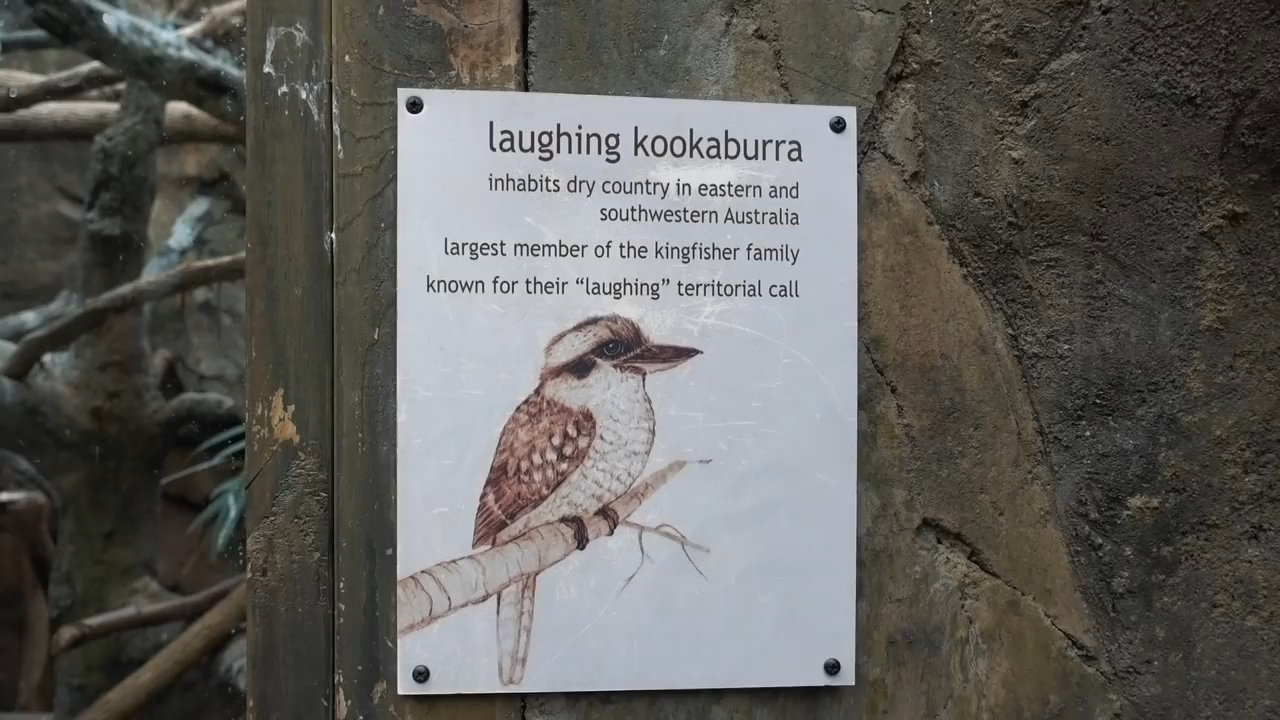 laughing kookaburra
inhabits dry country in eastern and
southwestern Australia
largest member of the kingfisher family
known for their “laughing” territorial call